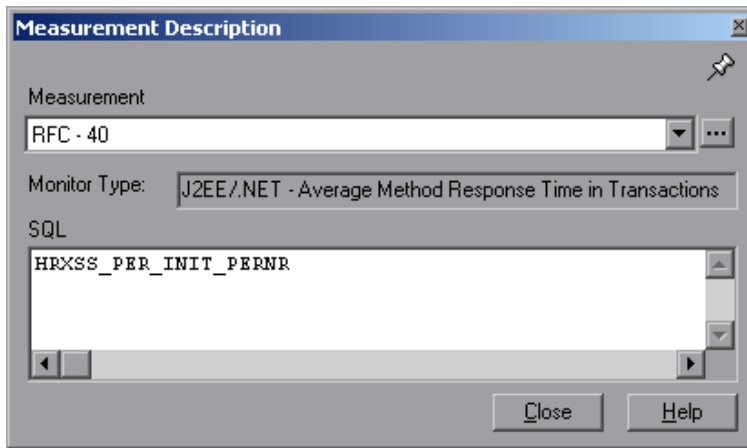 Measurement Description
Measurement
RFC - 40
...
Monitor Type: J2EE/.NET - Average Method Response Time in Transactions
SQL
HRXSS_PER_INIT_PERNR
Close Help